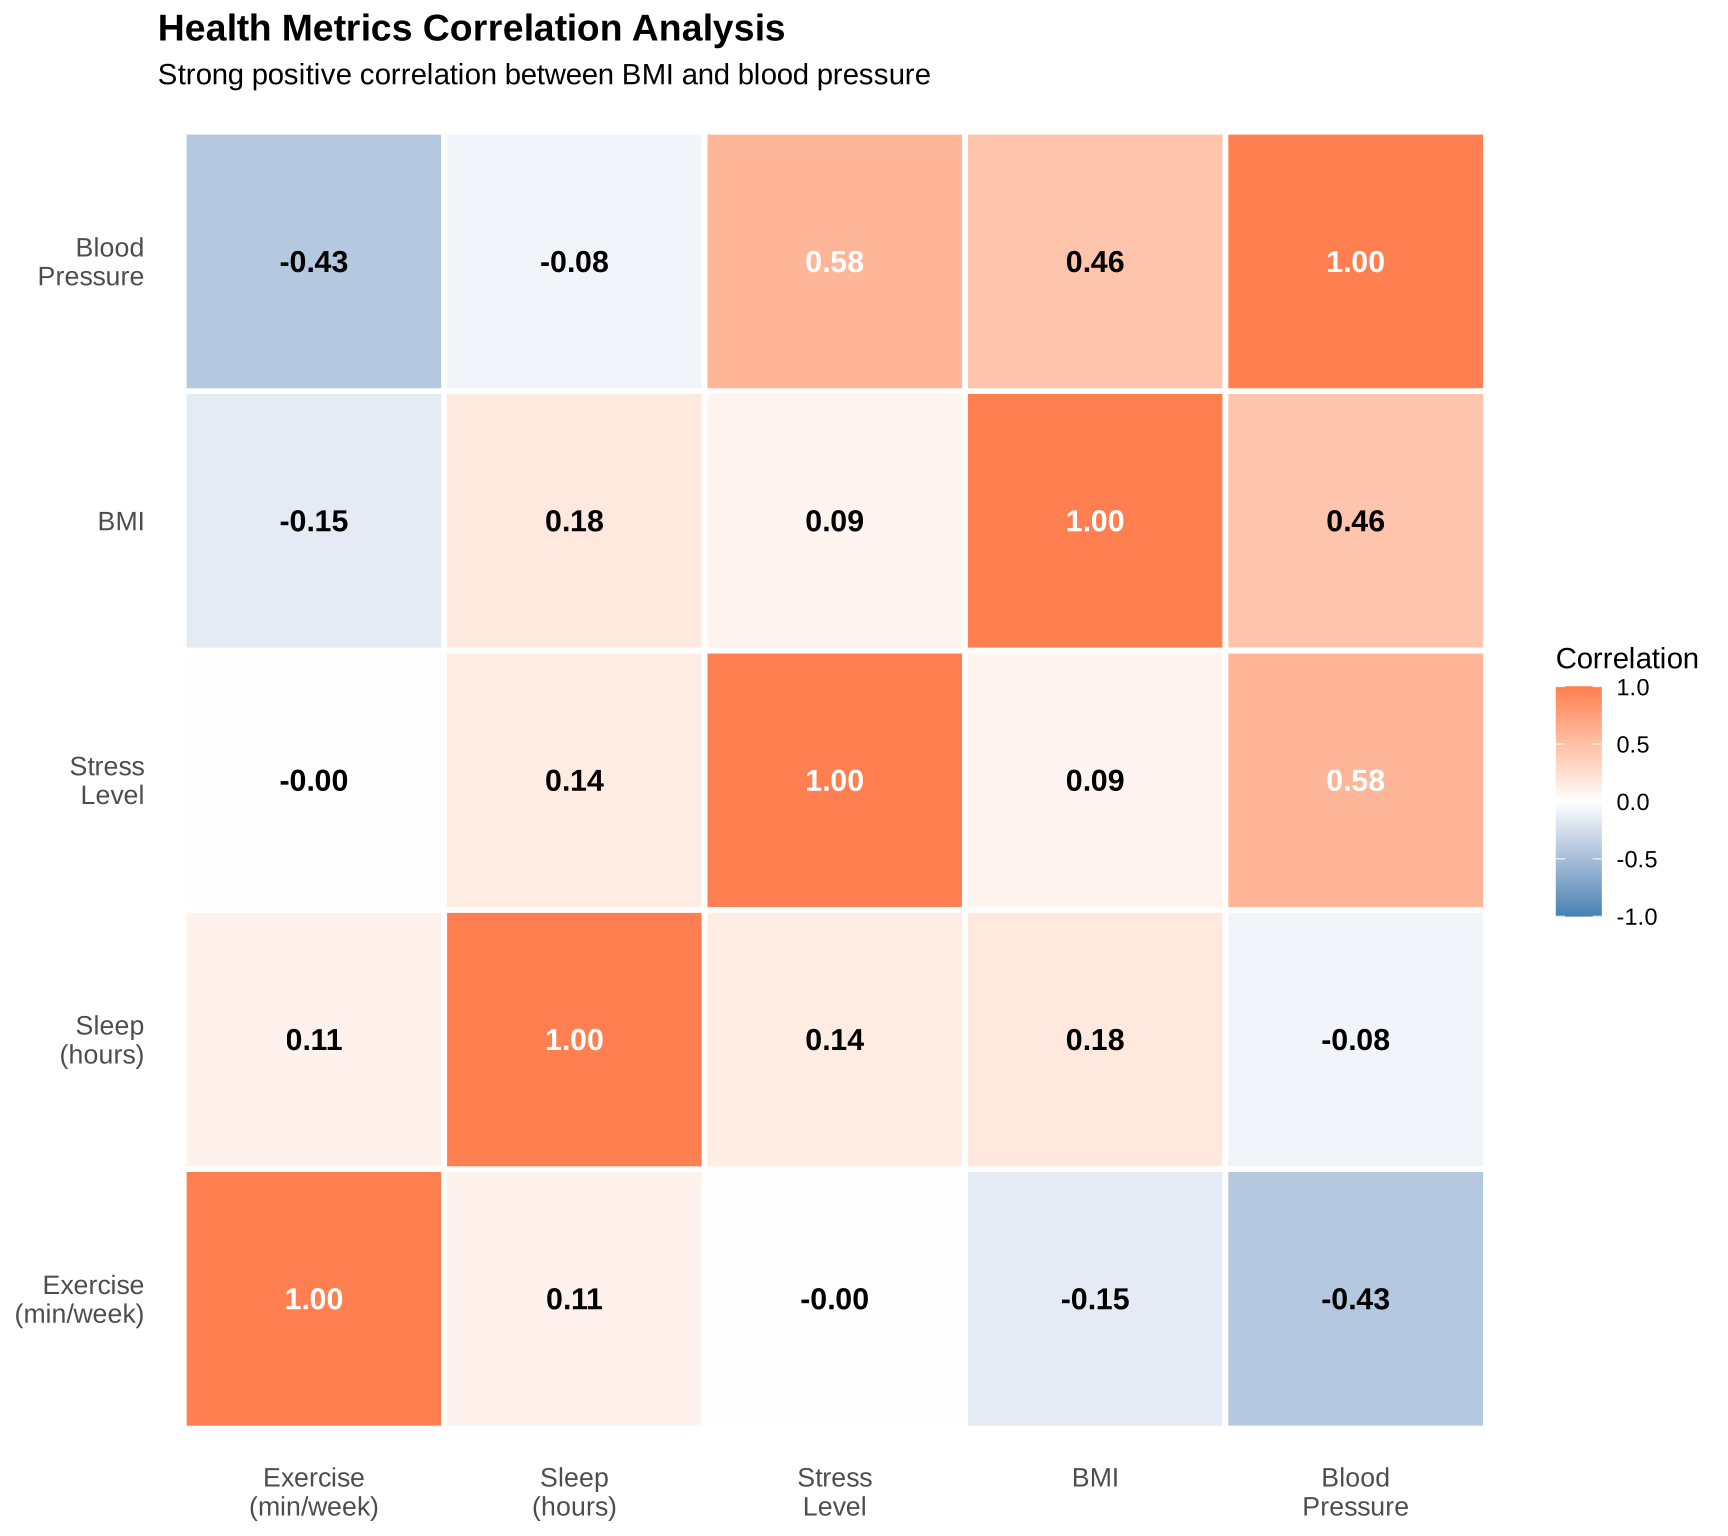 Health Metrics Correlation Analysis
Strong positive correlation between BMI and blood pressure
Blood
Pressure
-0.43
-0.08
0.58
0.46
1.00
BMI
-0.15
0.18
0.09
1.00
0.46
Stress
Level
-0.00
0.14
1.00
0.09
0.58
Sleep
(hours)
0.11
1.00
0.14
0.18
-0.08
Exercise
(min/week)
1.00
0.11
-0.00
-0.15
-0.43
Exercise
(min/week)
Sleep
(hours)
Stress
Level
BMI
Blood
Pressure
Correlation
1.0
0.5
0.0
-0.5
-1.0